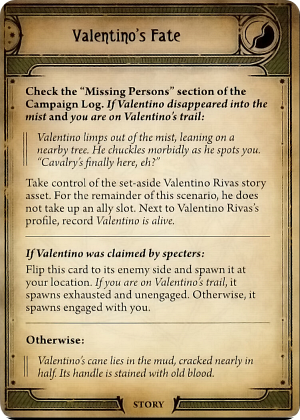 Valentino's Fate
Check the "Missing Persons" section of the
Campaign Log. If Valentino disappeared into the
mist and you are on Valentino's trail:
Valentino limps out of the mist, leaning on a
nearby tree. He chuckles morbidly as he spots you.
"Cavalry's finally here, eh?"
Take control of the set-aside Valentino Rivas story
asset. For the remainder of this scenario, he does
not take up an ally slot. Next to Valentino Rivas's
profile, record Valentino is alive.
If Valentino was claimed by specters:
Flip this card to its enemy side and spawn it at
your location. If you are on Valentino's trail, it
spawns exhausted and unengaged. Otherwise, it
spawns engaged with you.
Otherwise:
Valentino's cane lies in the mud, cracked nearly in
half. Its handle is stained with old blood.
STORY